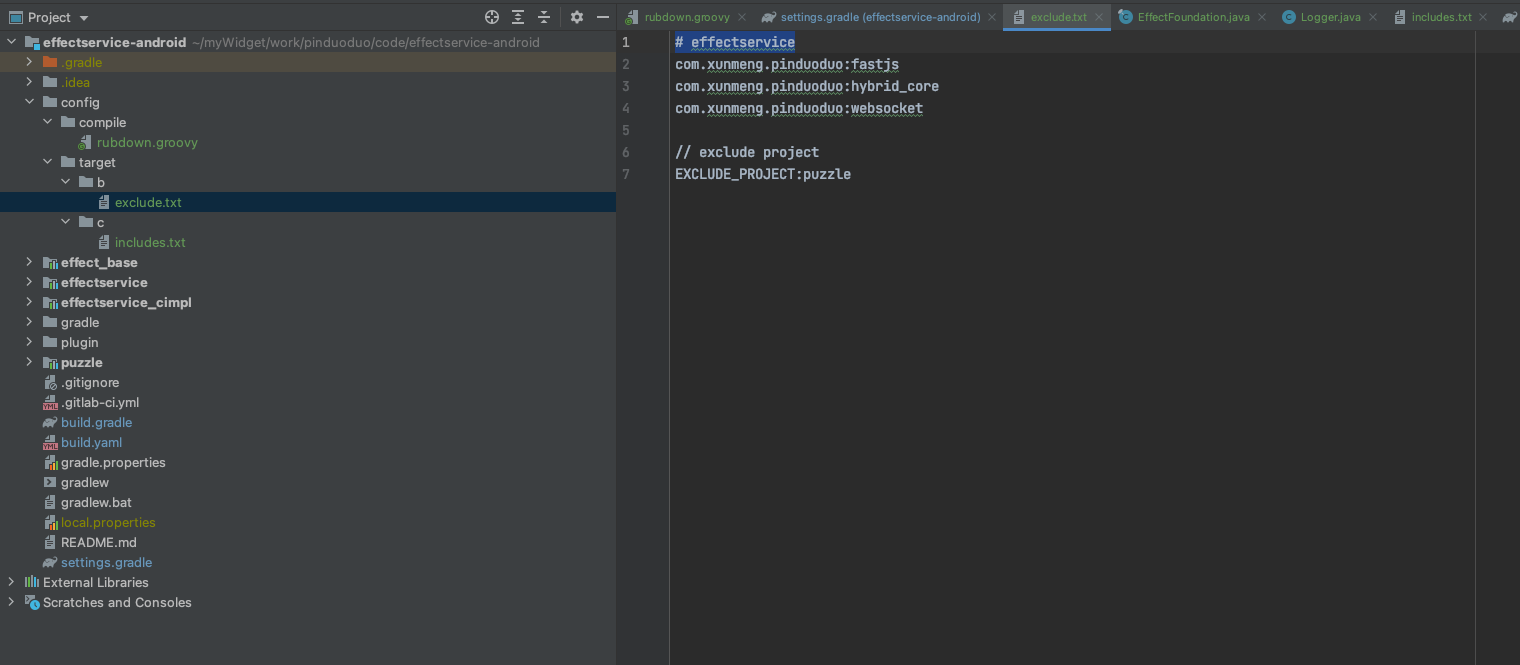 Project
rubdown.groovy
settings.gradle (effectservice-android)
exclude.txt
EffectFoundation.java
Logger.java
includes.txt
effectservice-android ~/myWidget/work/pinduoduo/code/effectservice-android
.gradle
.idea
config
compile
rubdown.groovy
target
b
exclude.txt
c
includes.txt
effect_base
effectservice
effectservice_cimpl
gradle
plugin
puzzle
.gitignore
.gitlab-ci.yml
build.gradle
build.yaml
gradle.properties
gradlew
gradlew.bat
local.properties
README.md
settings.gradle
External Libraries
Scratches and Consoles
1 # effectservice
2 com.xunmeng.pinduoduo:fastjs
3 com.xunmeng.pinduoduo:hybrid_core
4 com.xunmeng.pinduoduo:websocket
5
6 // exclude project
7 EXCLUDE_PROJECT:puzzle